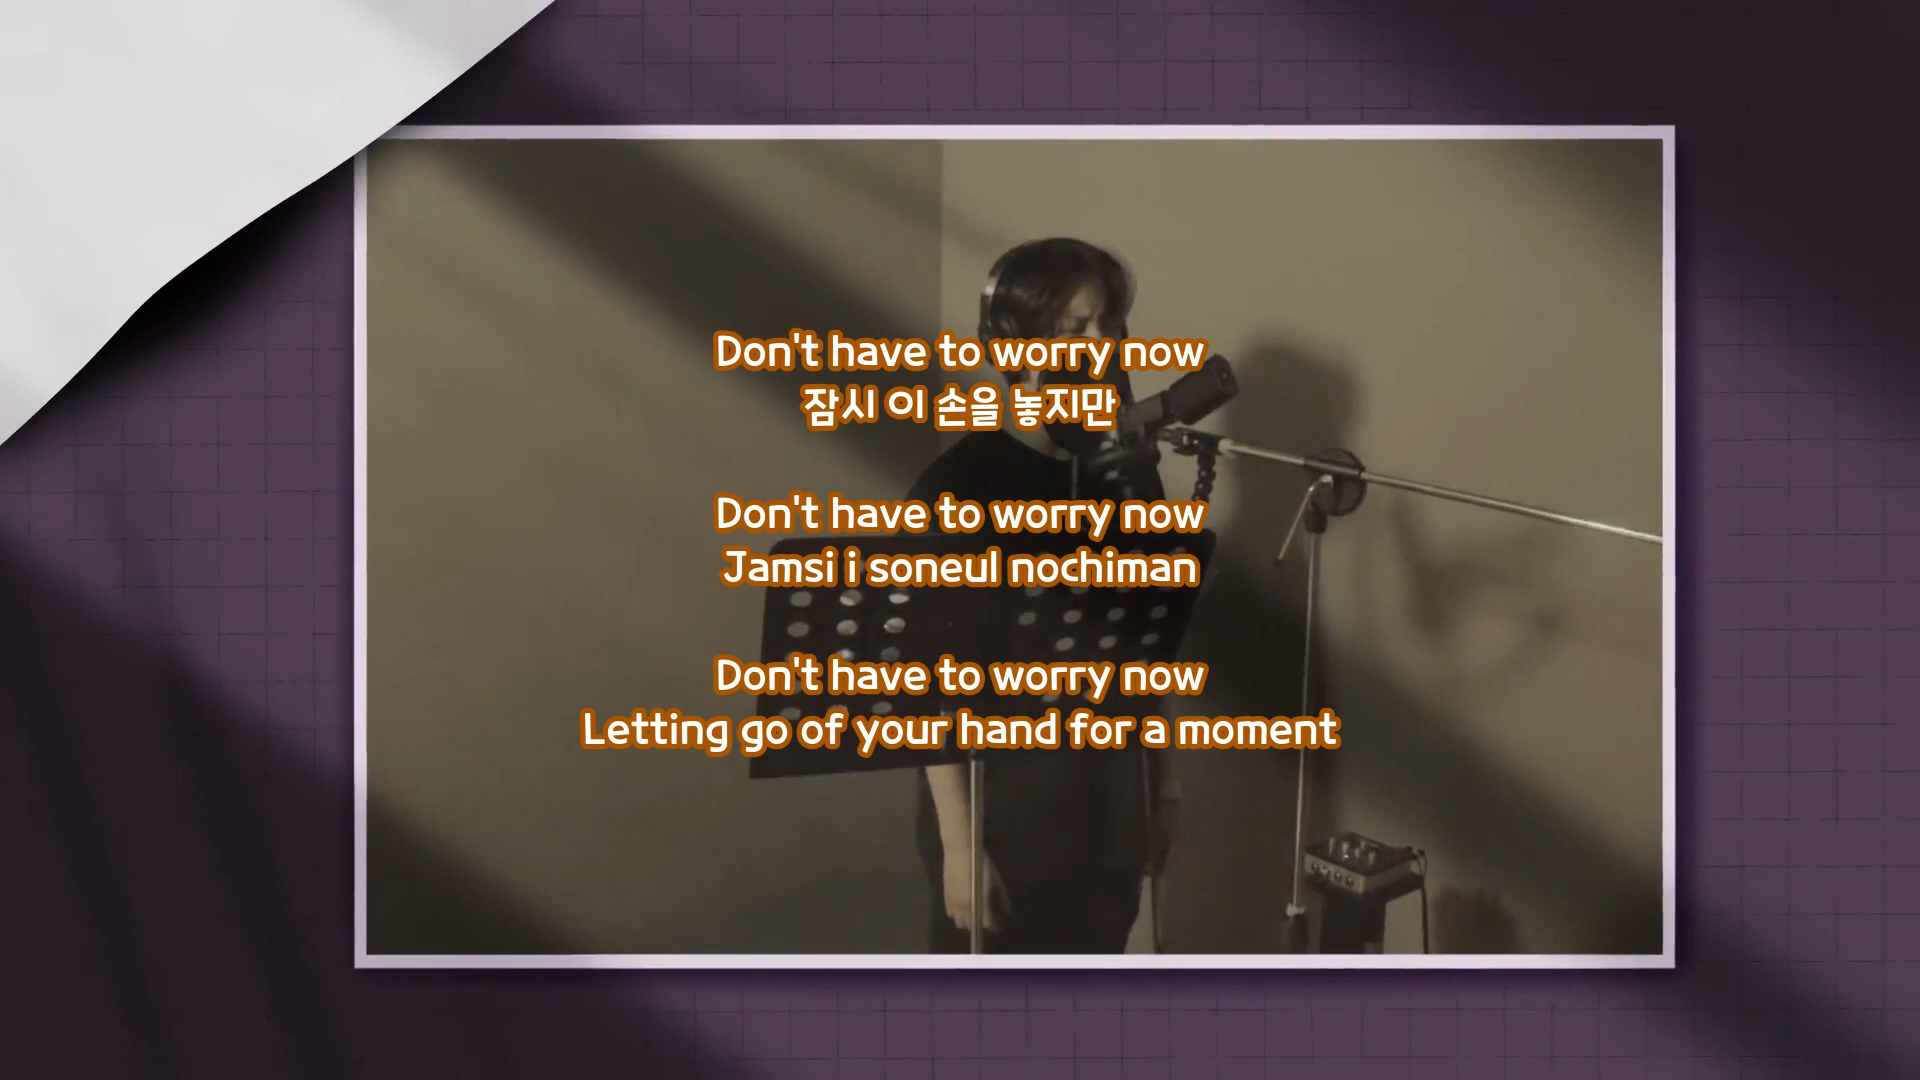 Don't have to worry now
잠시 이 손을 놓지만
Don't have to worry now
Jamsi i soneul nochiman
Don't have to worry now
Letting go of your hand for a moment